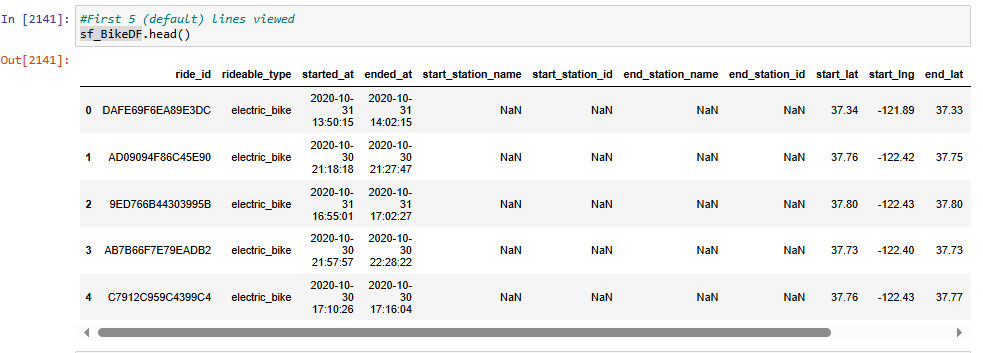 In [2141]: #First 5 (default) lines viewed
sf_BikeDF.head()
Out[2141]:
ride_id rideable_type started_at ended_at start_station_name start_station_id end_station_name end_station_id start_lat start_lng end_lat
0 DAFE69F6EA89E3DC electric_bike 2020-10-31 13:50:15 2020-10-31 14:02:15 NaN NaN NaN NaN 37.34 -121.89 37.33
1 AD09094F86C45E90 electric_bike 2020-10-30 21:18:18 2020-10-30 21:27:47 NaN NaN NaN NaN 37.76 -122.42 37.75
2 9ED766B44303995B electric_bike 2020-10-31 16:55:01 2020-10-31 17:02:27 NaN NaN NaN NaN 37.80 -122.43 37.80
3 AB7B66F7E79EADB2 electric_bike 2020-10-30 21:57:57 2020-10-30 22:28:22 NaN NaN NaN NaN 37.73 -122.40 37.73
4 C7912C959C4399C4 electric_bike 2020-10-30 17:10:26 2020-10-30 17:16:04 NaN NaN NaN NaN 37.76 -122.43 37.77